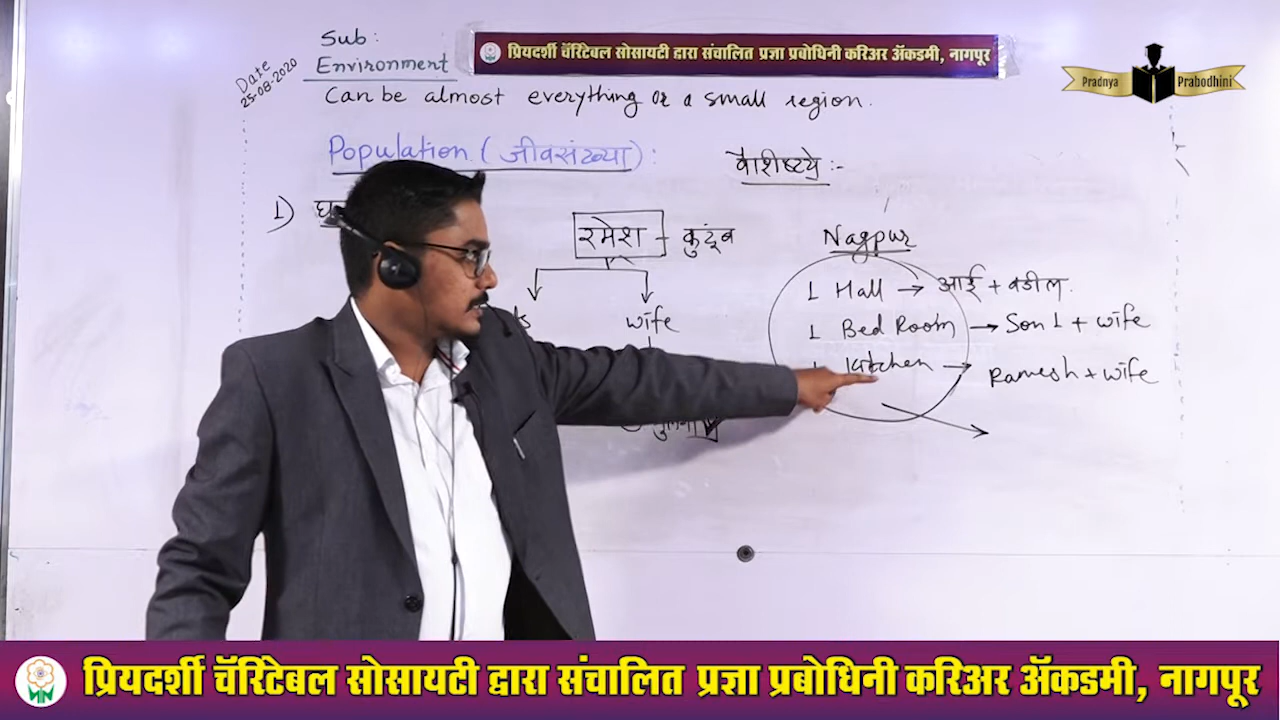 Sub:
Environment
Date
25-08-2020
प्रियदर्शी चॅरिटेबल सोसायटी द्वारा संचालित प्रज्ञा प्रबोधिनी करिअर ॲकडमी, नागपूर
Pradnya Prabodhini
Can be almost everything or a small region.
Population (जीवसंख्या):
वैशिष्ट्ये :-
1)
रमेश - कुटूंब
wife
Nagpur
1 Hall → आई + वडील.
1 Bed Room → Son 1 + wife
1 Kitchen → Ramesh + wife
प्रियदर्शी चॅरिटेबल सोसायटी द्वारा संचालित प्रज्ञा प्रबोधिनी करिअर ॲकडमी, नागपूर